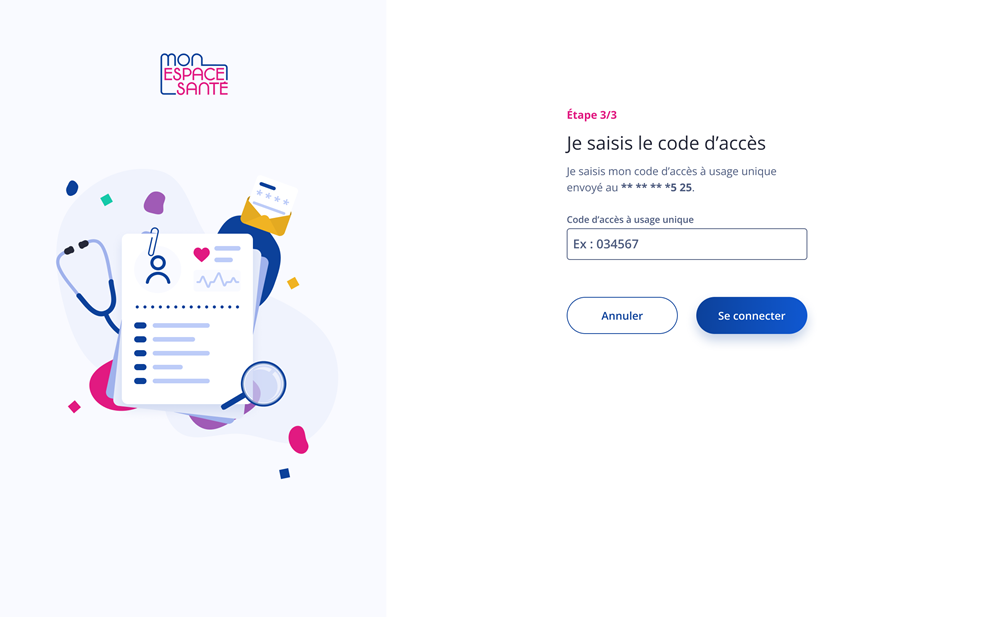 MON
ESPACE
SANTÉ
Étape 3/3
Je saisis le code d’accès
Je saisis mon code d’accès à usage unique
envoyé au ** ** ** *5 25.
Code d’accès à usage unique
Ex : 034567
Annuler
Se connecter